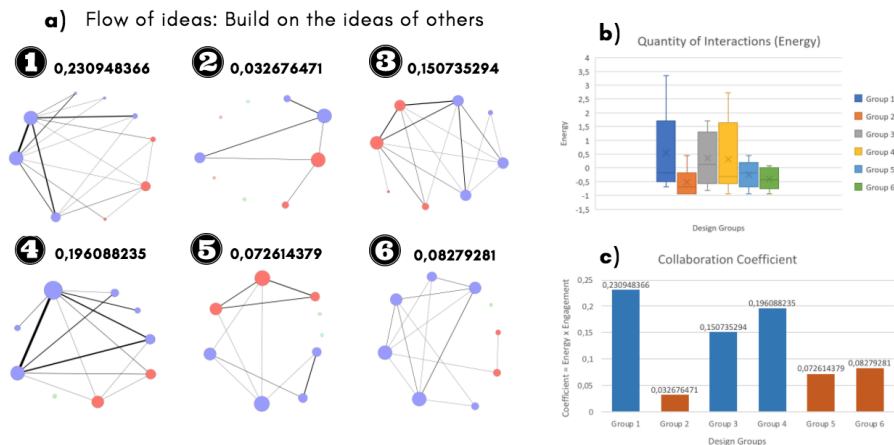 a) Flow of ideas: Build on the ideas of others
1 0,230948366
2 0,032676471
3 0,150735294
4 0,196088235
5 0,072614379
6 0,08279281
b)
Quantity of Interactions (Energy)
4
3,5
3
2,5
2
1,5
1
0,5
0
-0,5
-1
-1,5
Energy
Design Groups
Group 1
Group 2
Group 3
Group 4
Group 5
Group 6
c)
Collaboration Coefficient
Coefficient = Energy x Engagement
0,25
0,2
0,15
0,1
0,05
0
0,230948366
0,032676471
0,150735294
0,196088235
0,072614379
0,08279281
Group 1
Group 2
Group 3
Group 4
Group 5
Group 6
Design Groups